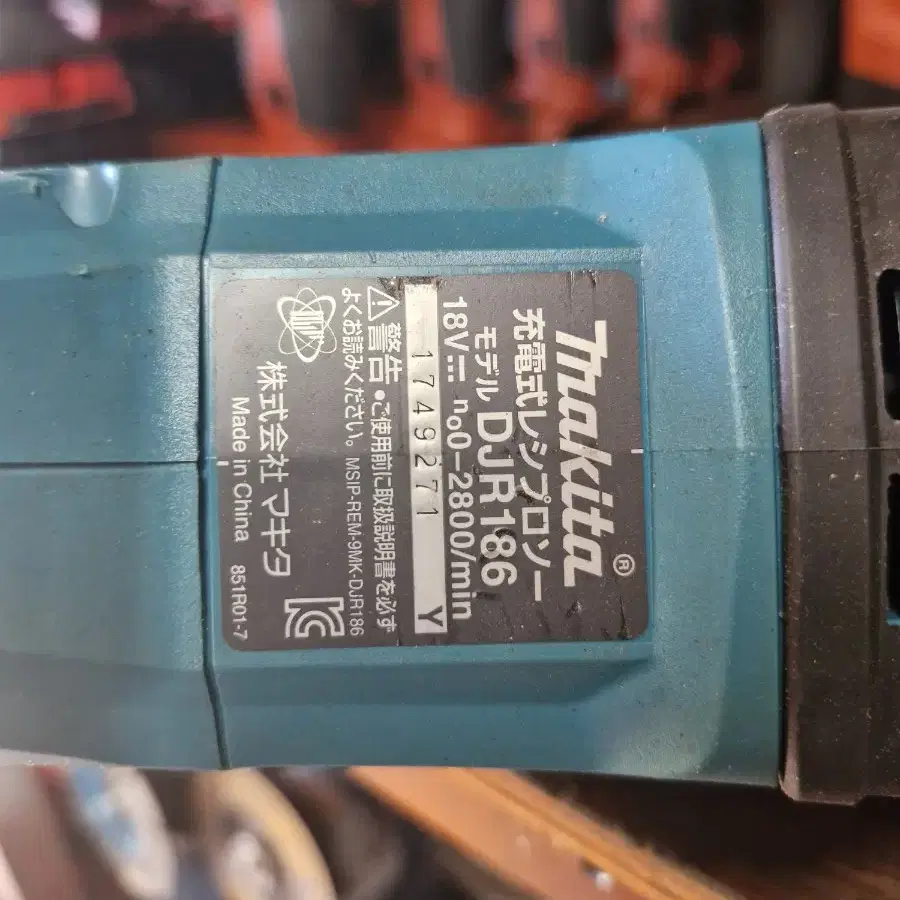 makita®
充電式レシプロソー
モデル DJR186
18V⎓ n₀0-2800/min
1749271 Y
⚠警告 ●ご使用前に取扱説明書を必ず
よくお読みください。 MSIP-REM-9MK-DJR186
株式会社 マキタ
Made in China 851R01-7